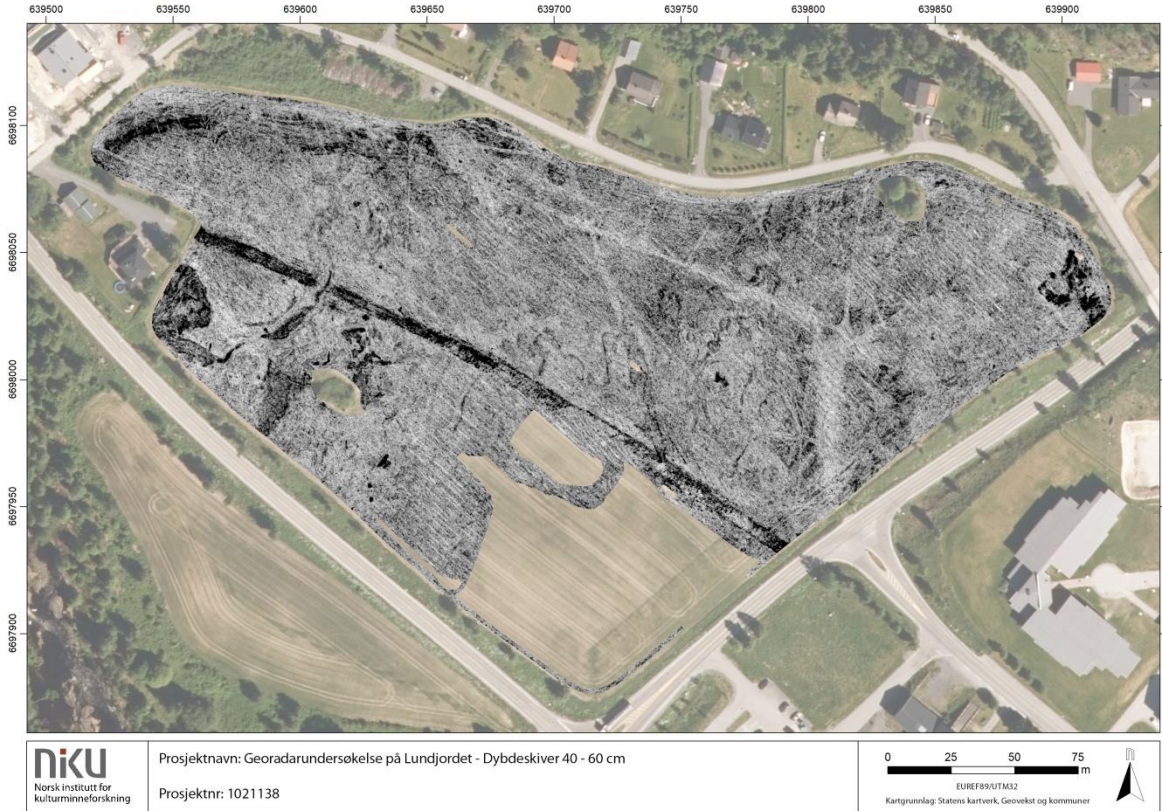 639500
639550
639600
639650
639700
639750
639800
639850
639900
6698100
6698050
6698000
6697950
6697900
niku
Norsk institutt for
kulturminneforskning
Prosjektnavn: Georadarundersøkelse på Lundjordet - Dybdeskiver 40 - 60 cm
Prosjektnr: 1021138
0 25 50 75
m
EUREF89/UTM32
Kartgrunnlag: Statens kartverk, Geovekst og kommuner
n